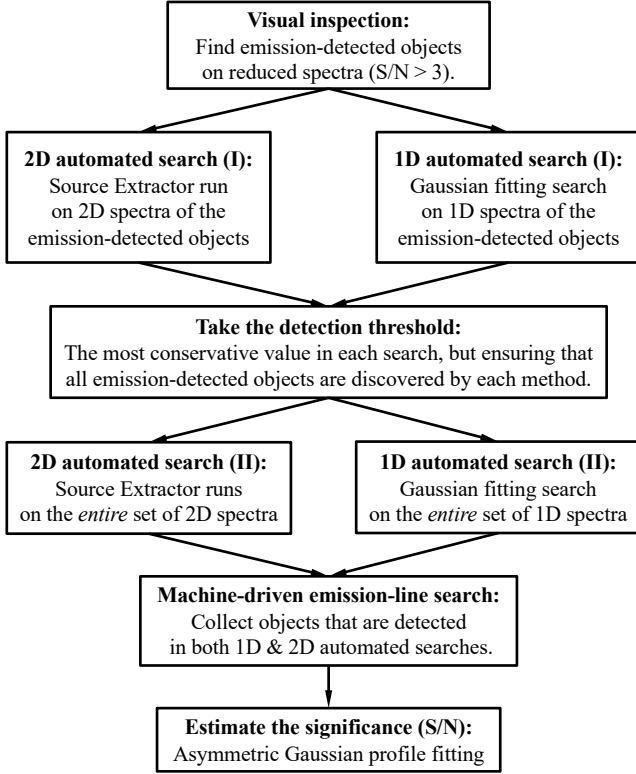 Visual inspection:
Find emission-detected objects
on reduced spectra (S/N > 3).
2D automated search (I):
Source Extractor run
on 2D spectra of the
emission-detected objects
1D automated search (I):
Gaussian fitting search
on 1D spectra of the
emission-detected objects
Take the detection threshold:
The most conservative value in each search, but ensuring that
all emission-detected objects are discovered by each method.
2D automated search (II):
Source Extractor runs
on the entire set of 2D spectra
1D automated search (II):
Gaussian fitting search
on the entire set of 1D spectra
Machine-driven emission-line search:
Collect objects that are detected
in both 1D & 2D automated searches.
Estimate the significance (S/N):
Asymmetric Gaussian profile fitting